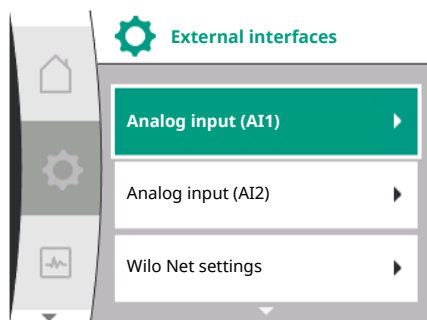 External interfaces
Analog input (AI1)
Analog input (AI2)
Wilo Net settings